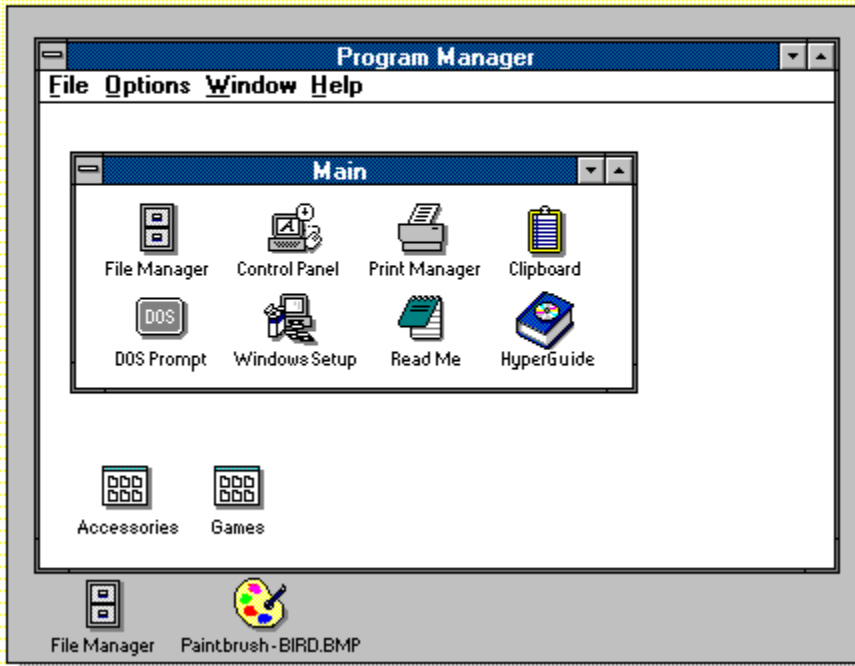 Program Manager
File Options Window Help
Main
File Manager Control Panel Print Manager Clipboard
DOS
DOS Prompt Windows Setup Read Me HyperGuide
Accessories Games
File Manager Paintbrush - BIRD.BMP